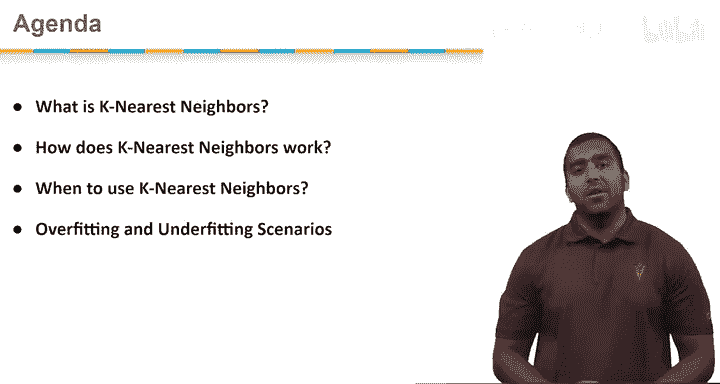 Agenda
● What is K-Nearest Neighbors?
● How does K-Nearest Neighbors work?
● When to use K-Nearest Neighbors?
● Overfitting and Underfitting Scenarios